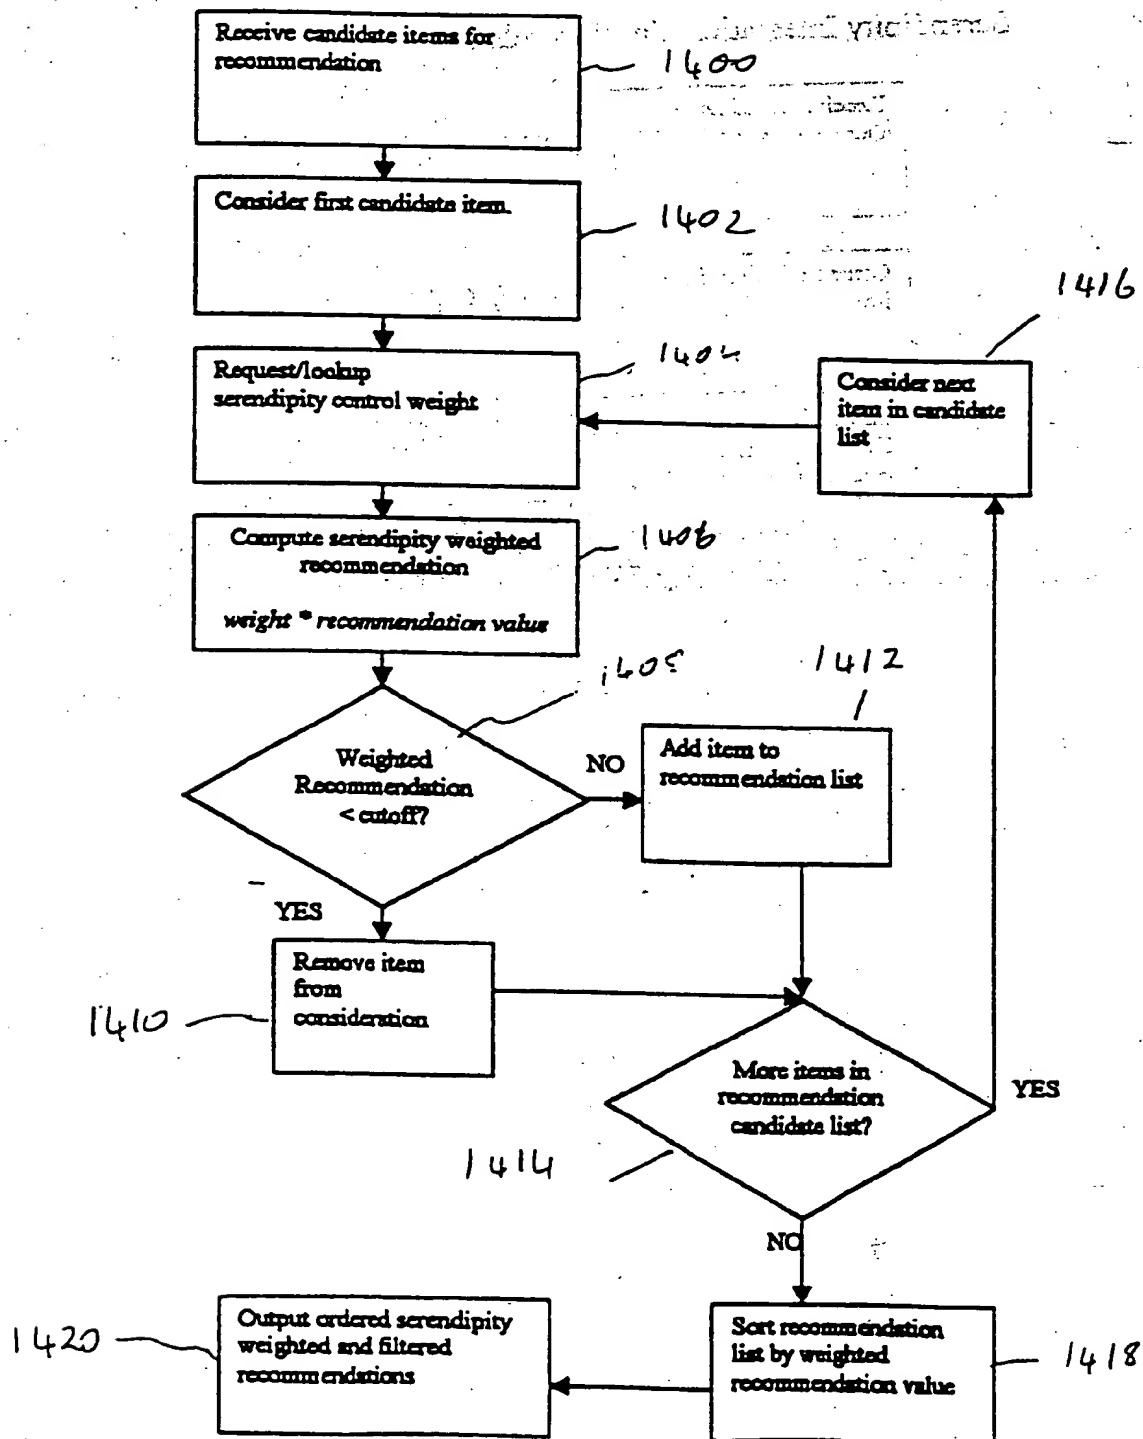 Receive candidate items for
recommendation
1400
Consider first candidate item.
1402
1416
Request/lookup
serendipity control weight
Consider next
item in candidate
list
Compute serendipity weighted
recommendation
weight * recommendation value
1406
1412
Weighted
Recommendation
< cutoff?
NO
Add item to
recommendation list
YES
Remove item
from
consideration
1410
More items in
recommendation
candidate list?
YES
1414
NO
Output ordered serendipity
weighted and filtered
recommendations
1420
Sort recommendation
list by weighted
recommendation value
1418